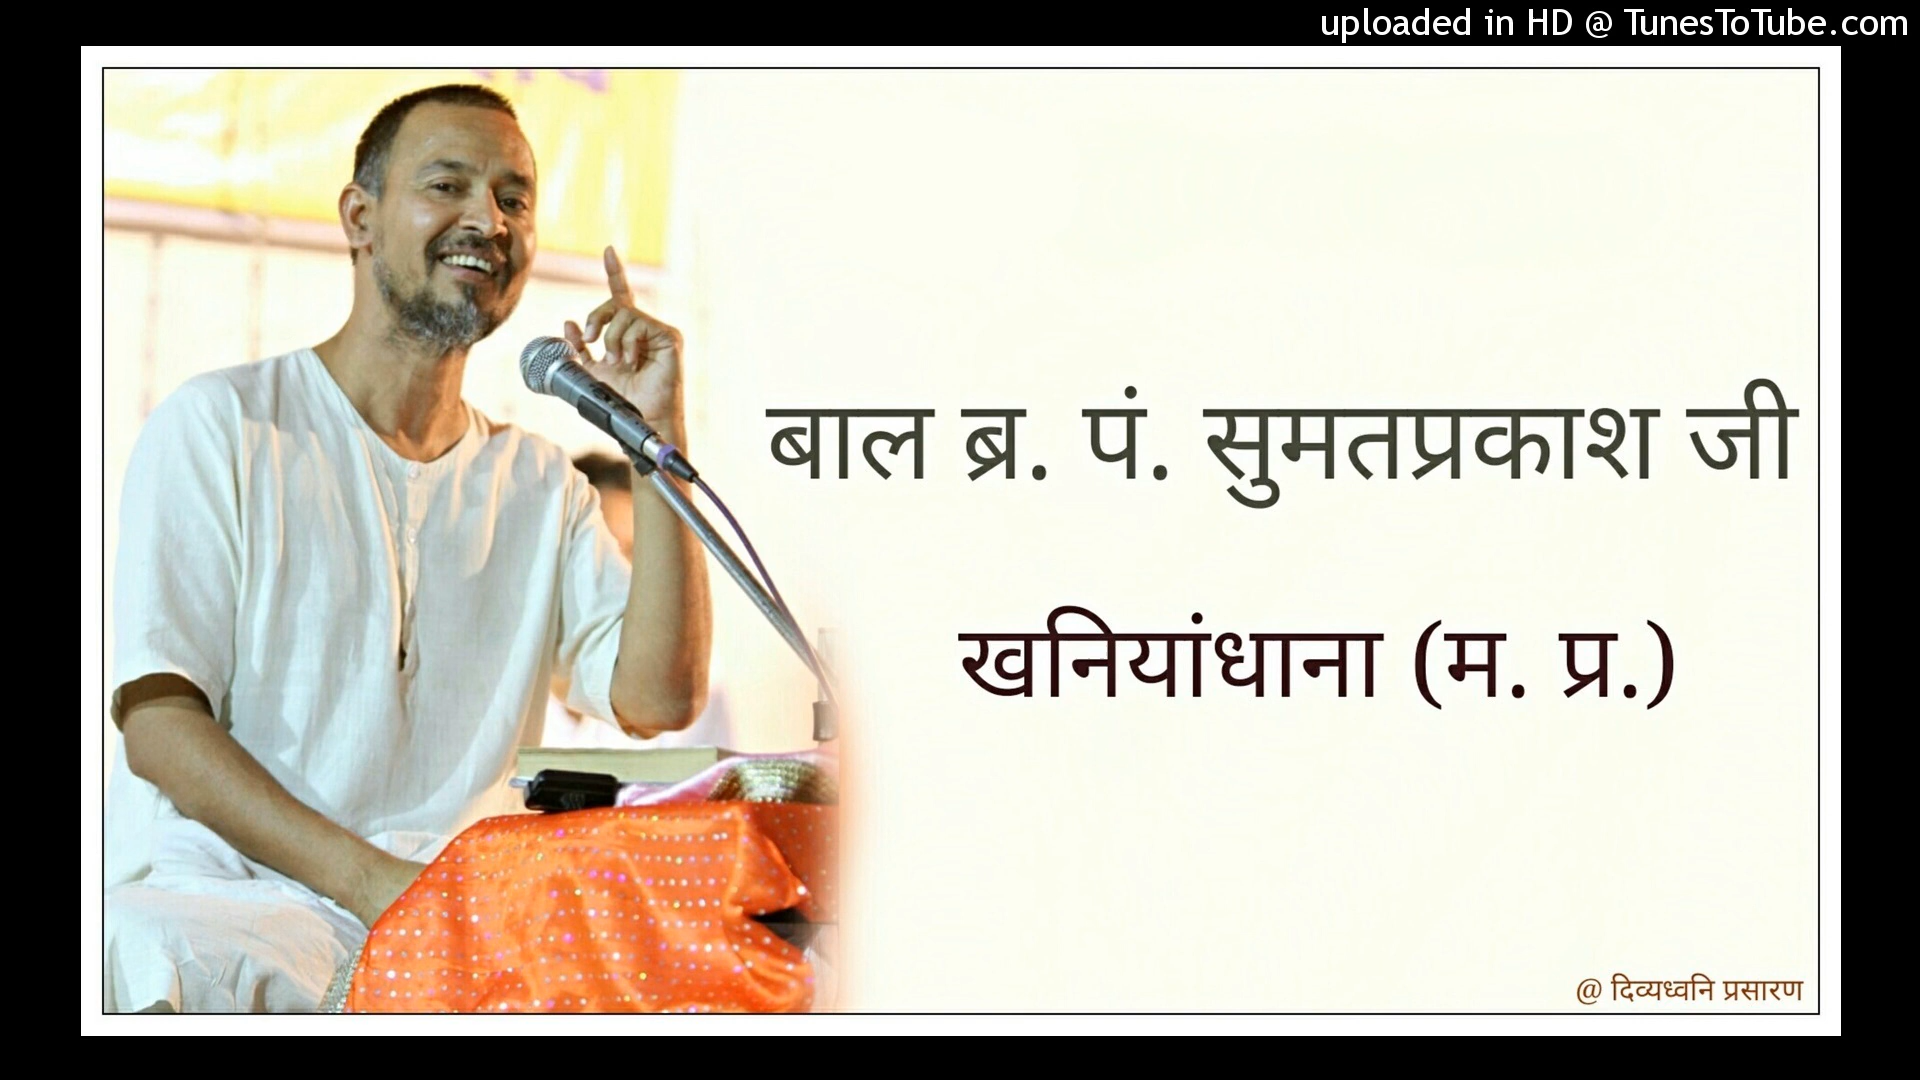 uploaded in HD @ TunesToTube.com
बाल ब्र. पं. सुमतप्रकाश जी
खनियांधाना (म. प्र.)
@ दिव्यध्वनि प्रसारण